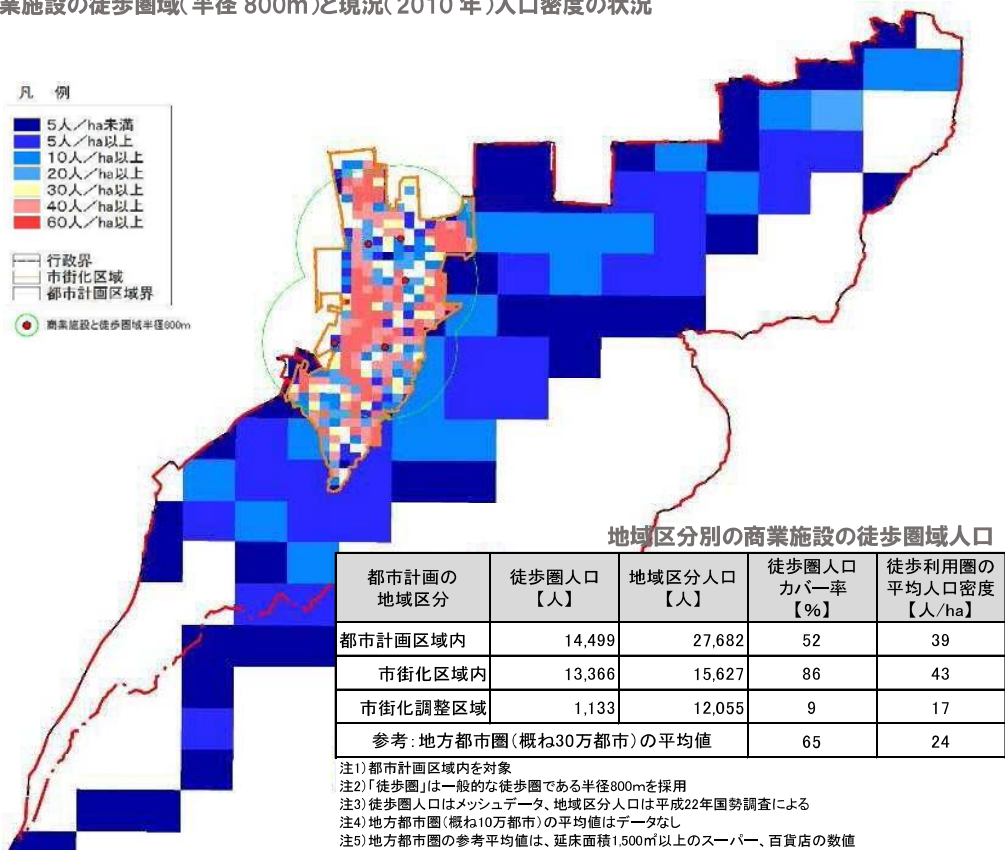 業施設の徒歩圏域(半径800m)と現況(2010年)人口密度の状況
凡 例
5人/ha未満
5人/ha以上
10人/ha以上
20人/ha以上
30人/ha以上
40人/ha以上
60人/ha以上
行政界
市街化区域
都市計画区域界
商業施設と徒歩圏域半径800m
地域区分別の商業施設の徒歩圏域人口
都市計画の地域区分 徒歩圏人口【人】 地域区分人口【人】 徒歩圏人口カバー率【%】 徒歩利用圏の平均人口密度【人/ha】
都市計画区域内 14,499 27,682 52 39
市街化区域内 13,366 15,627 86 43
市街化調整区域 1,133 12,055 9 17
参考:地方都市圏(概ね30万都市)の平均値 65 24
注1)都市計画区域内を対象
注2)「徒歩圏」は一般的な徒歩圏である半径800mを採用
注3)徒歩圏人口はメッシュデータ、地域区分人口は平成22年国勢調査による
注4)地方都市圏(概ね10万都市)の平均値はデータなし
注5)地方都市圏の参考平均値は、延床面積1,500㎡以上のスーパー、百貨店の数値